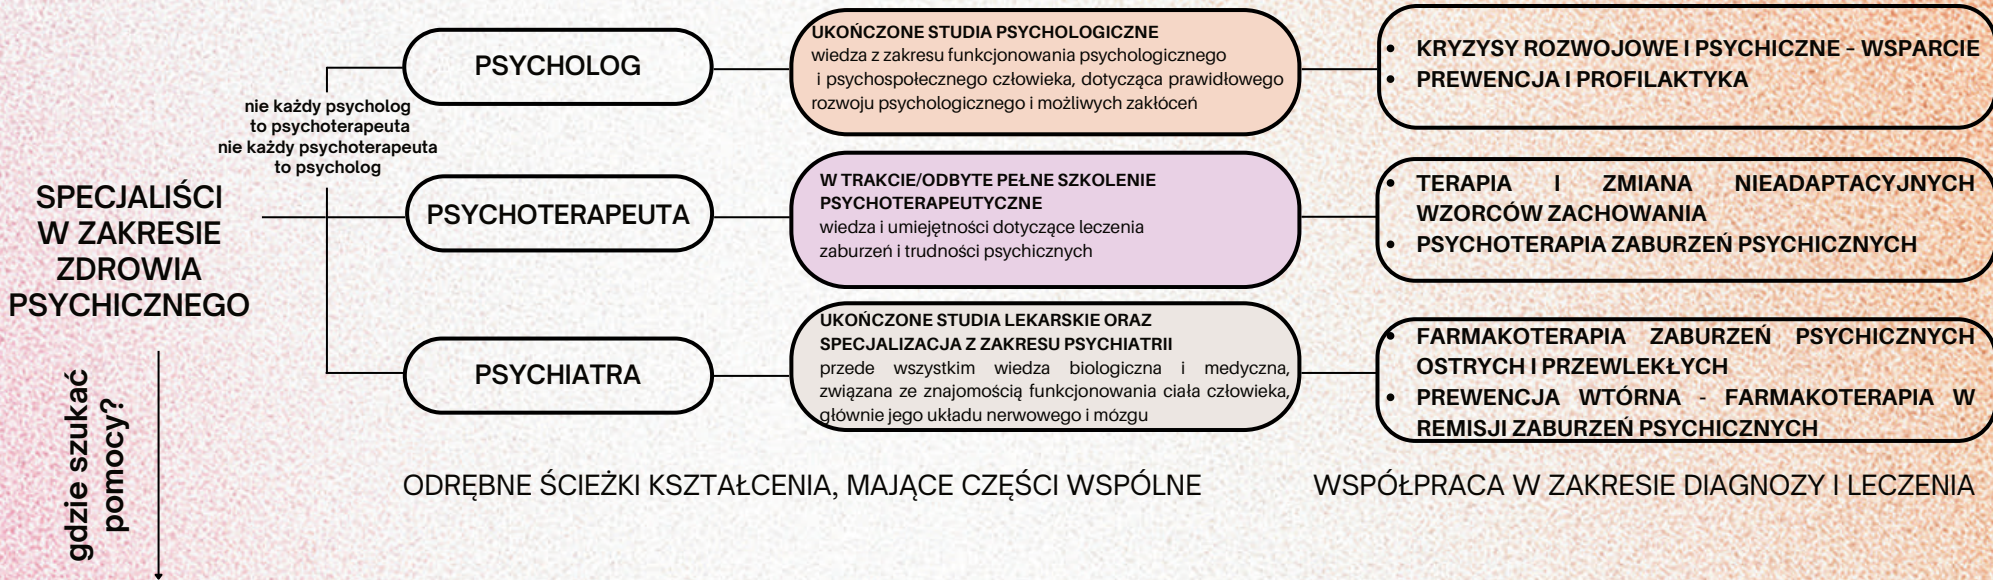 SPECJALIŚCI
W ZAKRESIE
ZDROWIA
PSYCHICZNEGO
nie każdy psycholog
to psychoterapeuta
nie każdy psychoterapeuta
to psycholog
PSYCHOLOG
UKOŃCZONE STUDIA PSYCHOLOGICZNE
wiedza z zakresu funkcjonowania psychologicznego
i psychospołecznego człowieka, dotycząca prawidłowego
rozwoju psychologicznego i możliwych zakłóceń
• KRYZYSY ROZWOJOWE I PSYCHICZNE - WSPARCIE
• PREWENCJA I PROFILAKTYKA
PSYCHOTERAPEUTA
W TRAKCIE/ODBYTE PEŁNE SZKOLENIE
PSYCHOTERAPEUTYCZNE
wiedza i umiejętności dotyczące leczenia
zaburzeń i trudności psychicznych
• TERAPIA I ZMIANA NIEADAPTACYJNYCH
WZORCÓW ZACHOWANIA
• PSYCHOTERAPIA ZABURZEŃ PSYCHICZNYCH
PSYCHIATRA
UKOŃCZONE STUDIA LEKARSKIE ORAZ
SPECJALIZACJA Z ZAKRESU PSYCHIATRII
przede wszystkim wiedza biologiczna i medyczna,
związana ze znajomością funkcjonowania ciała człowieka,
głównie jego układu nerwowego i mózgu
• FARMAKOTERAPIA ZABURZEŃ PSYCHICZNYCH
OSTRYCH I PRZEWLEKŁYCH
• PREWENCJA WTÓRNA - FARMAKOTERAPIA W
REMISJI ZABURZEŃ PSYCHICZNYCH
gdzie szukać
pomocy?
ODRĘBNE ŚCIEŻKI KSZTAŁCENIA, MAJĄCE CZĘŚCI WSPÓLNE
WSPÓŁPRACA W ZAKRESIE DIAGNOZY I LECZENIA